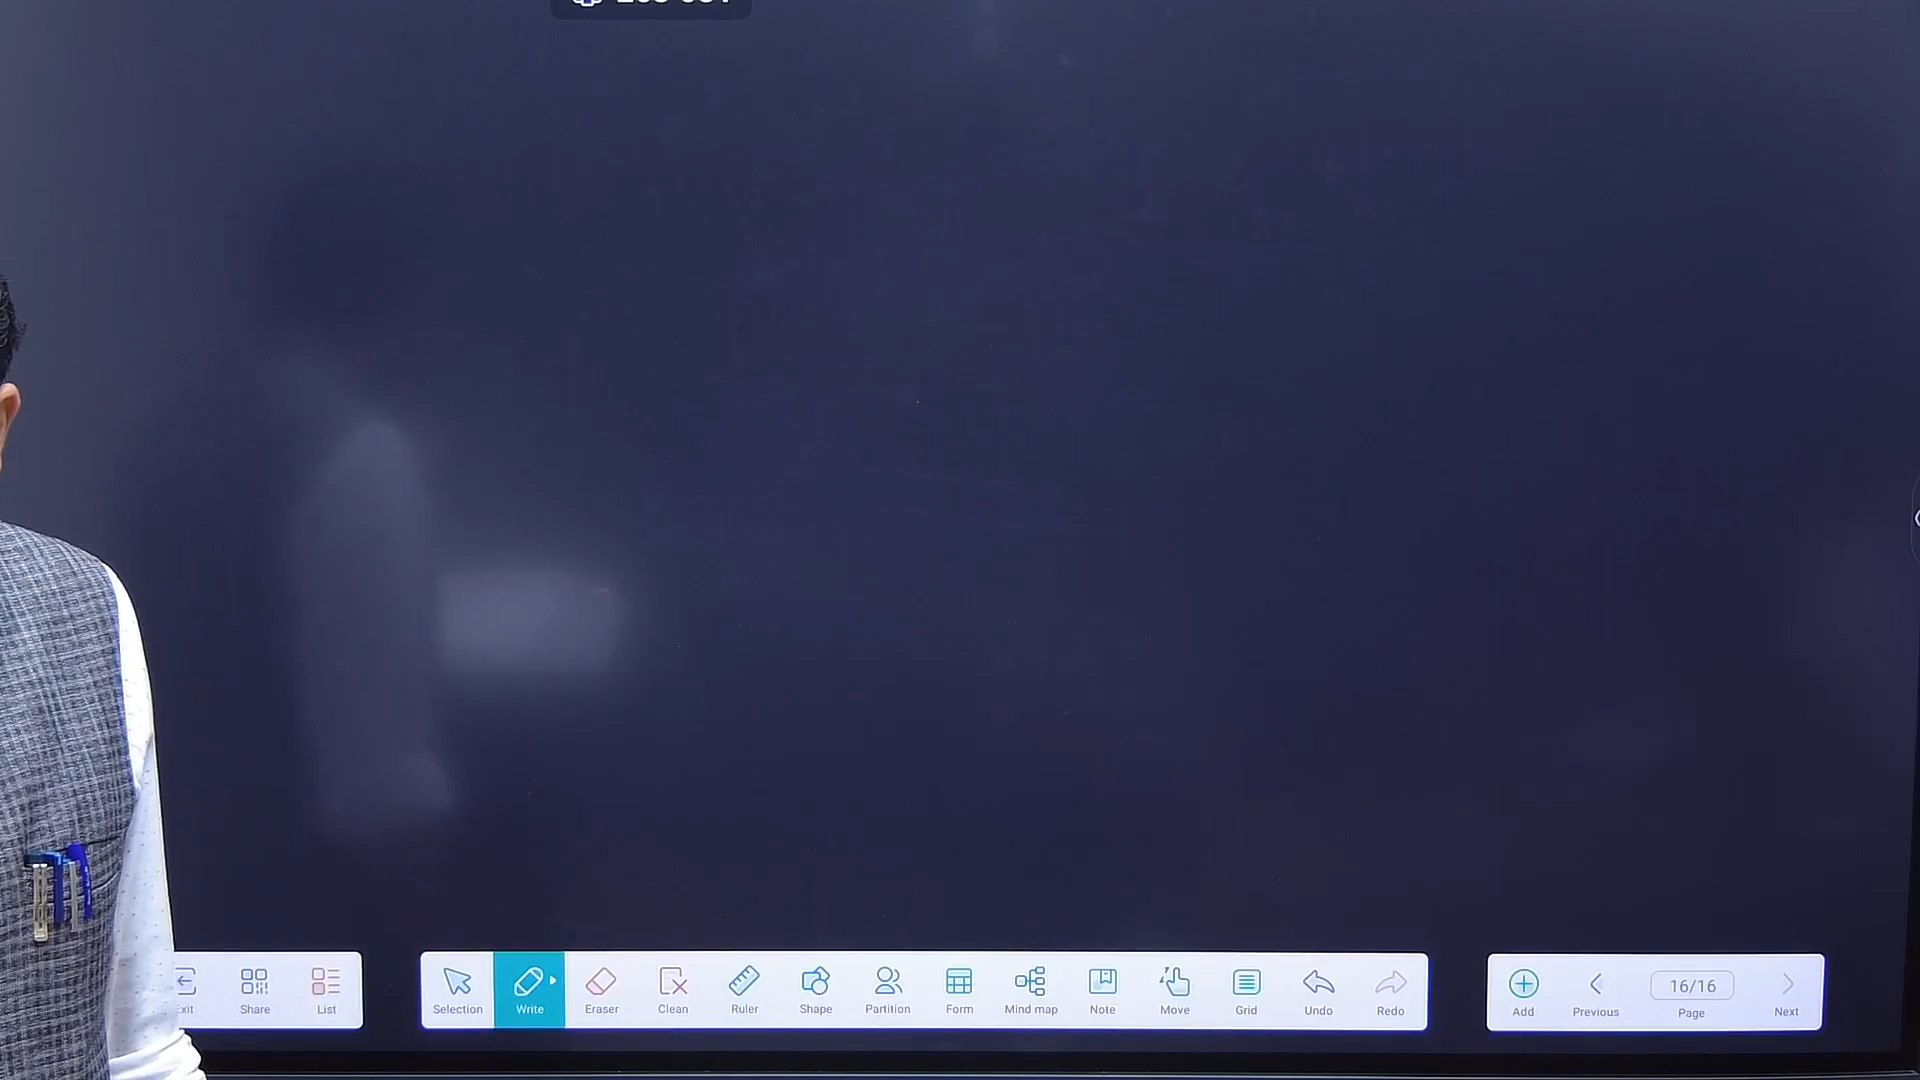 Share
List
Selection
Write
Eraser
Clean
Ruler
Shape
Partition
Form
Mind map
Note
Move
Grid
Undo
Redo
Add
Previous
16/16
Page
Next